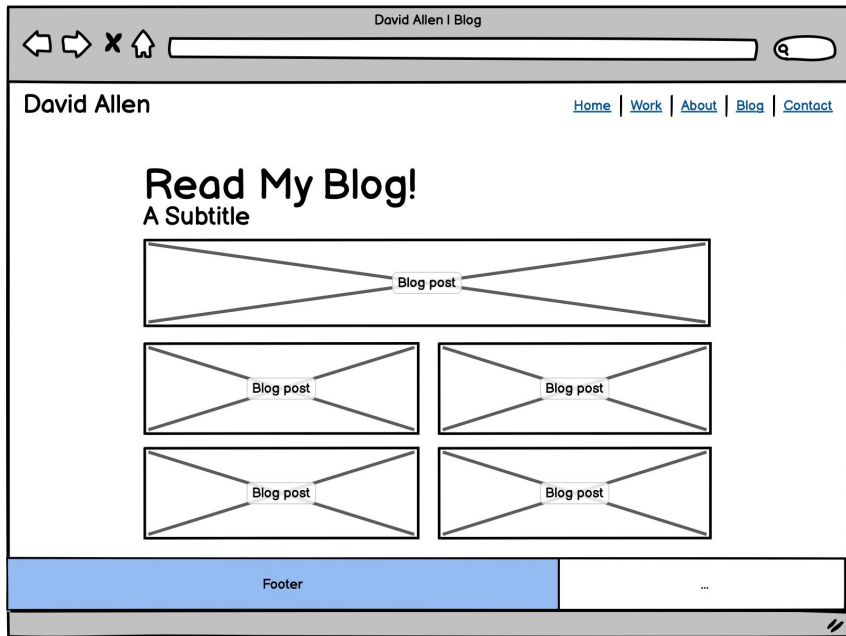 David Allen | Blog
David Allen
Home | Work | About | Blog | Contact
Read My Blog!
A Subtitle
Blog post
Blog post Blog post
Blog post Blog post
Footer ...